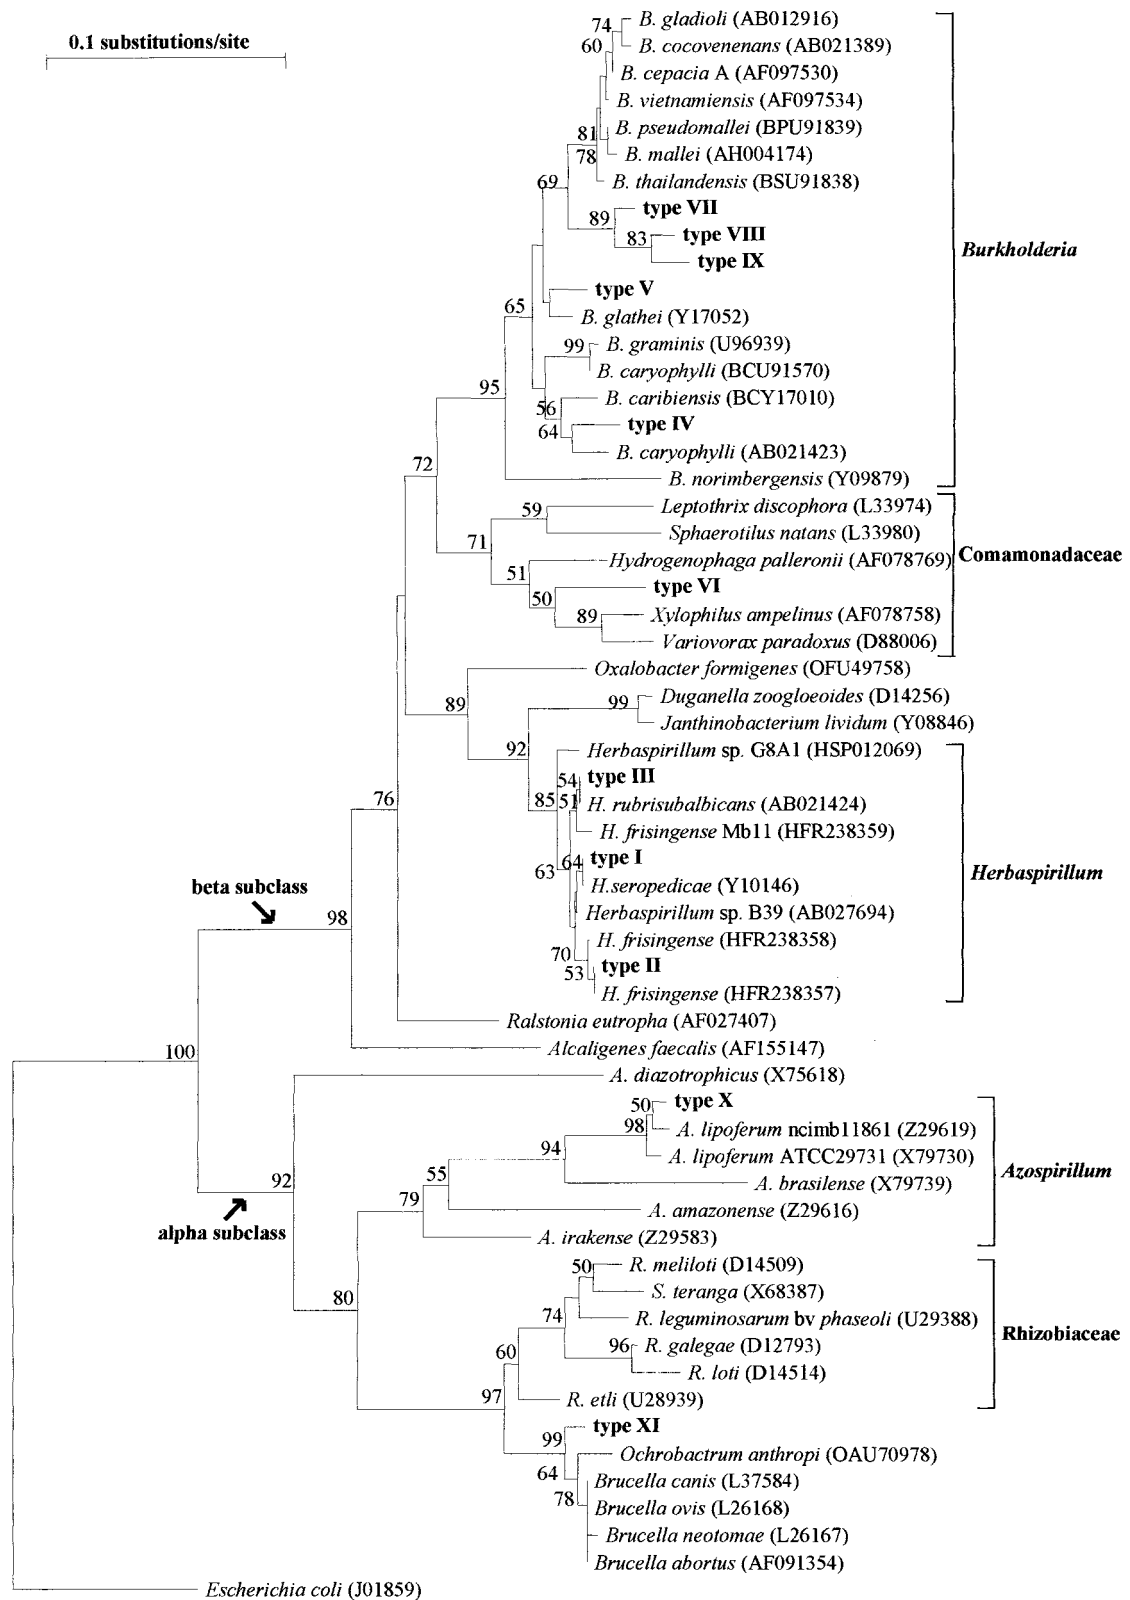 0.1 substitutions/site
74
B. gladioli (AB012916)
60
B. cocovenenans (AB021389)
B. cepacia A (AF097530)
B. vietnamiensis (AF097534)
81
B. pseudomallei (BPU91839)
78
B. mallei (AH004174)
69
B. thailandensis (BSU91838)
89
type VII
83
type VIII
type IX
Burkholderia
type V
65
B. glathei (Y17052)
99
B. graminis (U96939)
B. caryophylli (BCU91570)
95
B. caribiensis (BCY17010)
56
type IV
64
B. caryophylli (AB021423)
72
B. norimbergensis (Y09879)
59
Leptothrix discophora (L33974)
71
Sphaerotilus natans (L33980)
Hydrogenophaga palleronii (AF078769)
Comamonadaceae
51
type VI
50
89
Xylophilus ampelinus (AF078758)
Variovorax paradoxus (D88006)
Oxalobacter formigenes (OFU49758)
89
99
Duganella zoogloeoides (D14256)
Janthinobacterium lividum (Y08846)
92
Herbaspirillum sp. G8A1 (HSP012069)
54
type III
76
85
51
H. rubrisubalbicans (AB021424)
H. frisingense Mb11 (HFR238359)
64
type I
63
H.seropedicae (Y10146)
Herbaspirillum
beta subclass
98
Herbaspirillum sp. B39 (AB027694)
H. frisingense (HFR238358)
70
type II
53
H. frisingense (HFR238357)
Ralstonia eutropha (AF027407)
100
Alcaligenes faecalis (AF155147)
A. diazotrophicus (X75618)
50
type X
98
A. lipoferum ncimb11861 (Z29619)
94
A. lipoferum ATCC29731 (X79730)
55
A. brasilense (X79739)
Azospirillum
92
79
A. amazonense (Z29616)
alpha subclass
A. irakense (Z29583)
50
R. meliloti (D14509)
S. teranga (X68387)
80
74
R. leguminosarum bv phaseoli (U29388)
Rhizobiaceae
96
R. galegae (D12793)
60
R. loti (D14514)
97
R. etli (U28939)
type XI
99
Ochrobactrum anthropi (OAU70978)
64
Brucella canis (L37584)
78
Brucella ovis (L26168)
Brucella neotomae (L26167)
Brucella abortus (AF091354)
Escherichia coli (J01859)